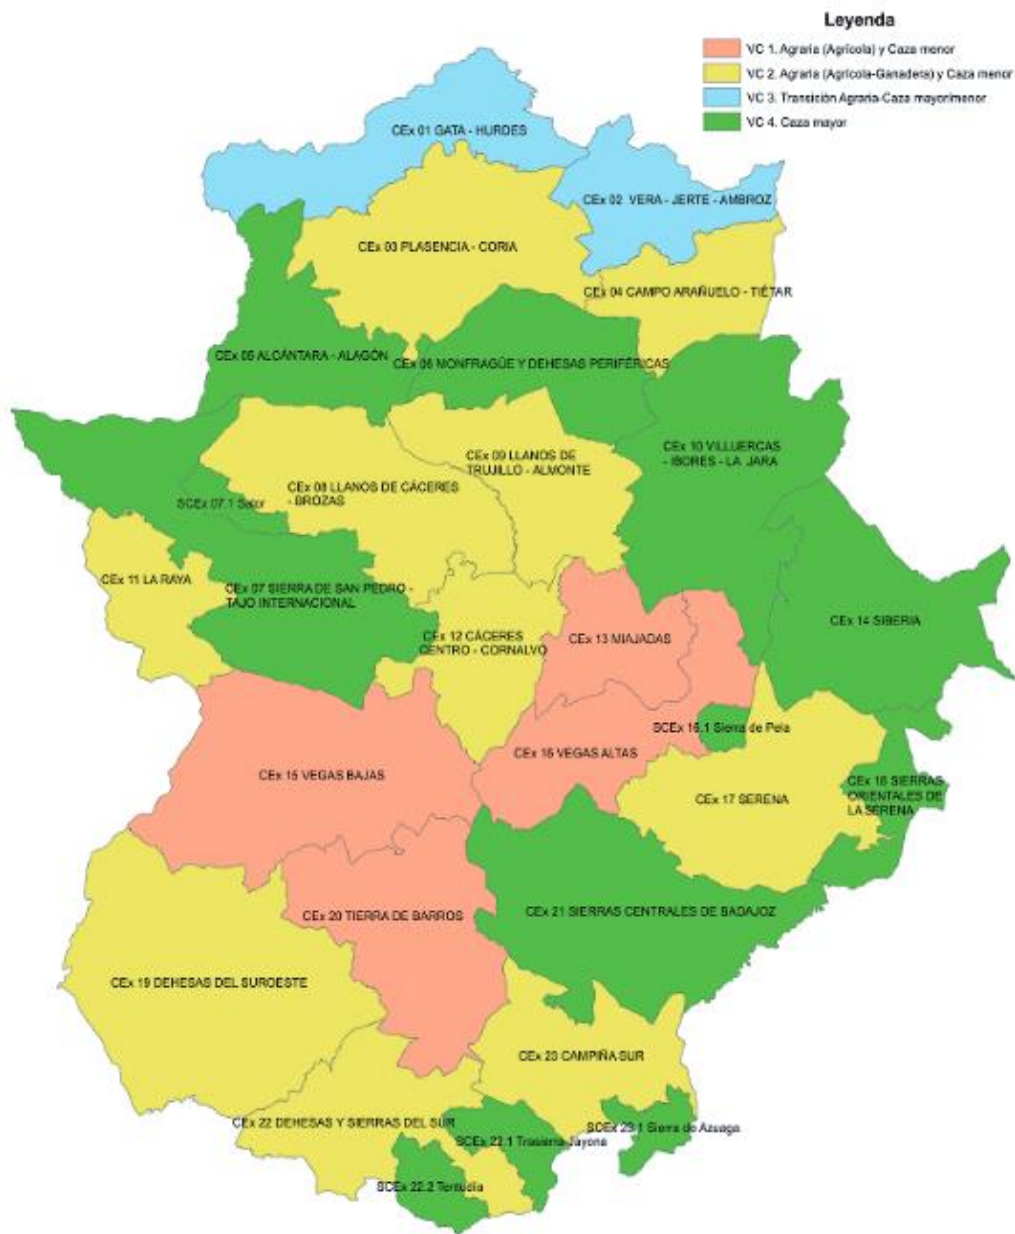 Leyenda
VC 1. Agraria (Agrícola) y Caza menor
VC 2. Agraria (Agrícola-Ganadera) y Caza menor
VC 3. Transición Agraria-Caza mayor/menor
VC 4. Caza mayor
CEx 01 GATA - HURDES
CEx 02 VERA - JERTE - AMBROZ
CEx 03 PLASENCIA - CORIA
CEx 04 CAMPO ARAÑUELO - TIÉTAR
CEx 05 ALCÁNTARA - ALAGÓN
CEx 06 MONFRAGÜE Y DEHESAS PERIFÉRICAS
CEx 10 VILLUERCAS
- IBORES - LA JARA
CEx 09 LLANOS DE
TRUJILLO - ALMONTE
CEx 08 LLANOS DE CÁCERES
- BROZAS
SCEx 07.1 Salor
CEx 11 LA RAYA
CEx 07 SIERRA DE SAN PEDRO -
TAJO INTERNACIONAL
CEx 12 CÁCERES
CENTRO - CORNALVO
CEx 13 MIAJADAS
CEx 14 SIBERIA
SCEx 16.1 Sierra de Pela
CEx 16 VEGAS ALTAS
CEx 15 VEGAS BAJAS
CEx 17 SERENA
CEx 18 SIERRAS
ORIENTALES DE
LA SERENA
CEx 20 TIERRA DE BARROS
CEx 21 SIERRAS CENTRALES DE BADAJOZ
CEx 19 DEHESAS DEL SUROESTE
CEx 23 CAMPIÑA SUR
CEx 22 DEHESAS Y SIERRAS DEL SUR
SCEx 23.1 Sierra de Azuaga
SCEx 22.1 Trasierra-Jayona
SCEx 22.2 Tentudía